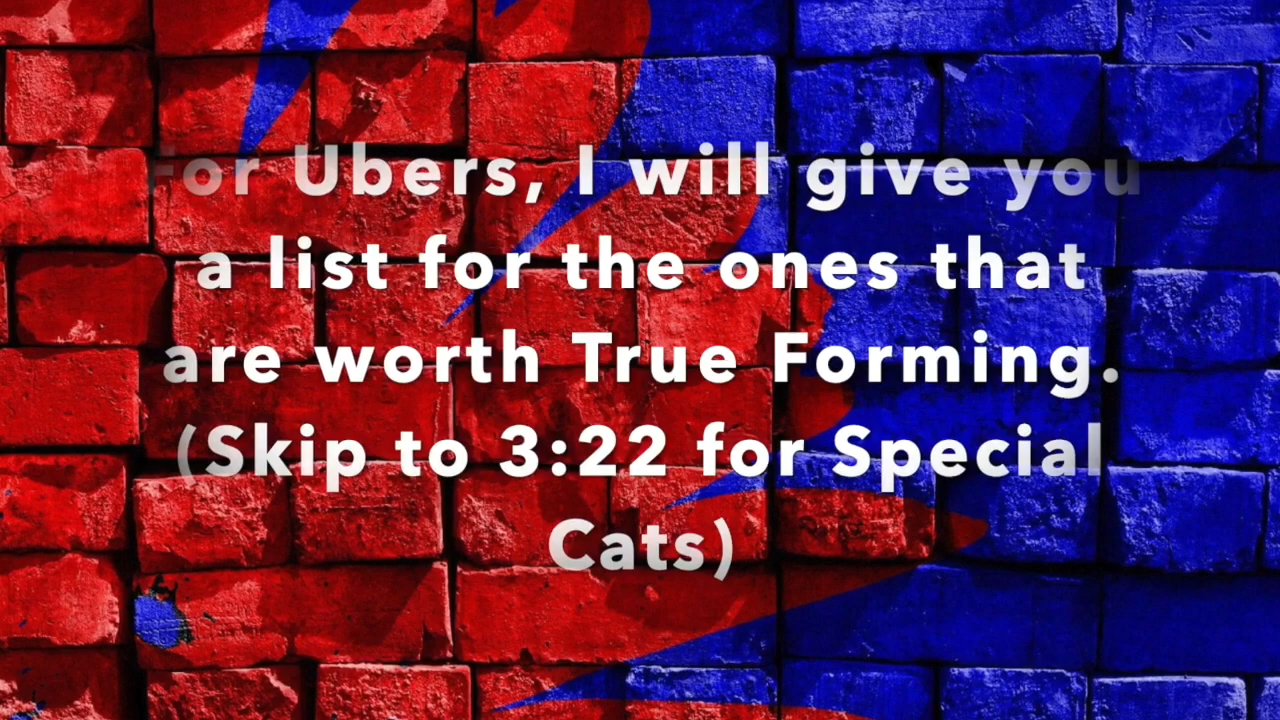 For Ubers, I will give you
a list for the ones that
are worth True Forming.
(Skip to 3:22 for Special
Cats)